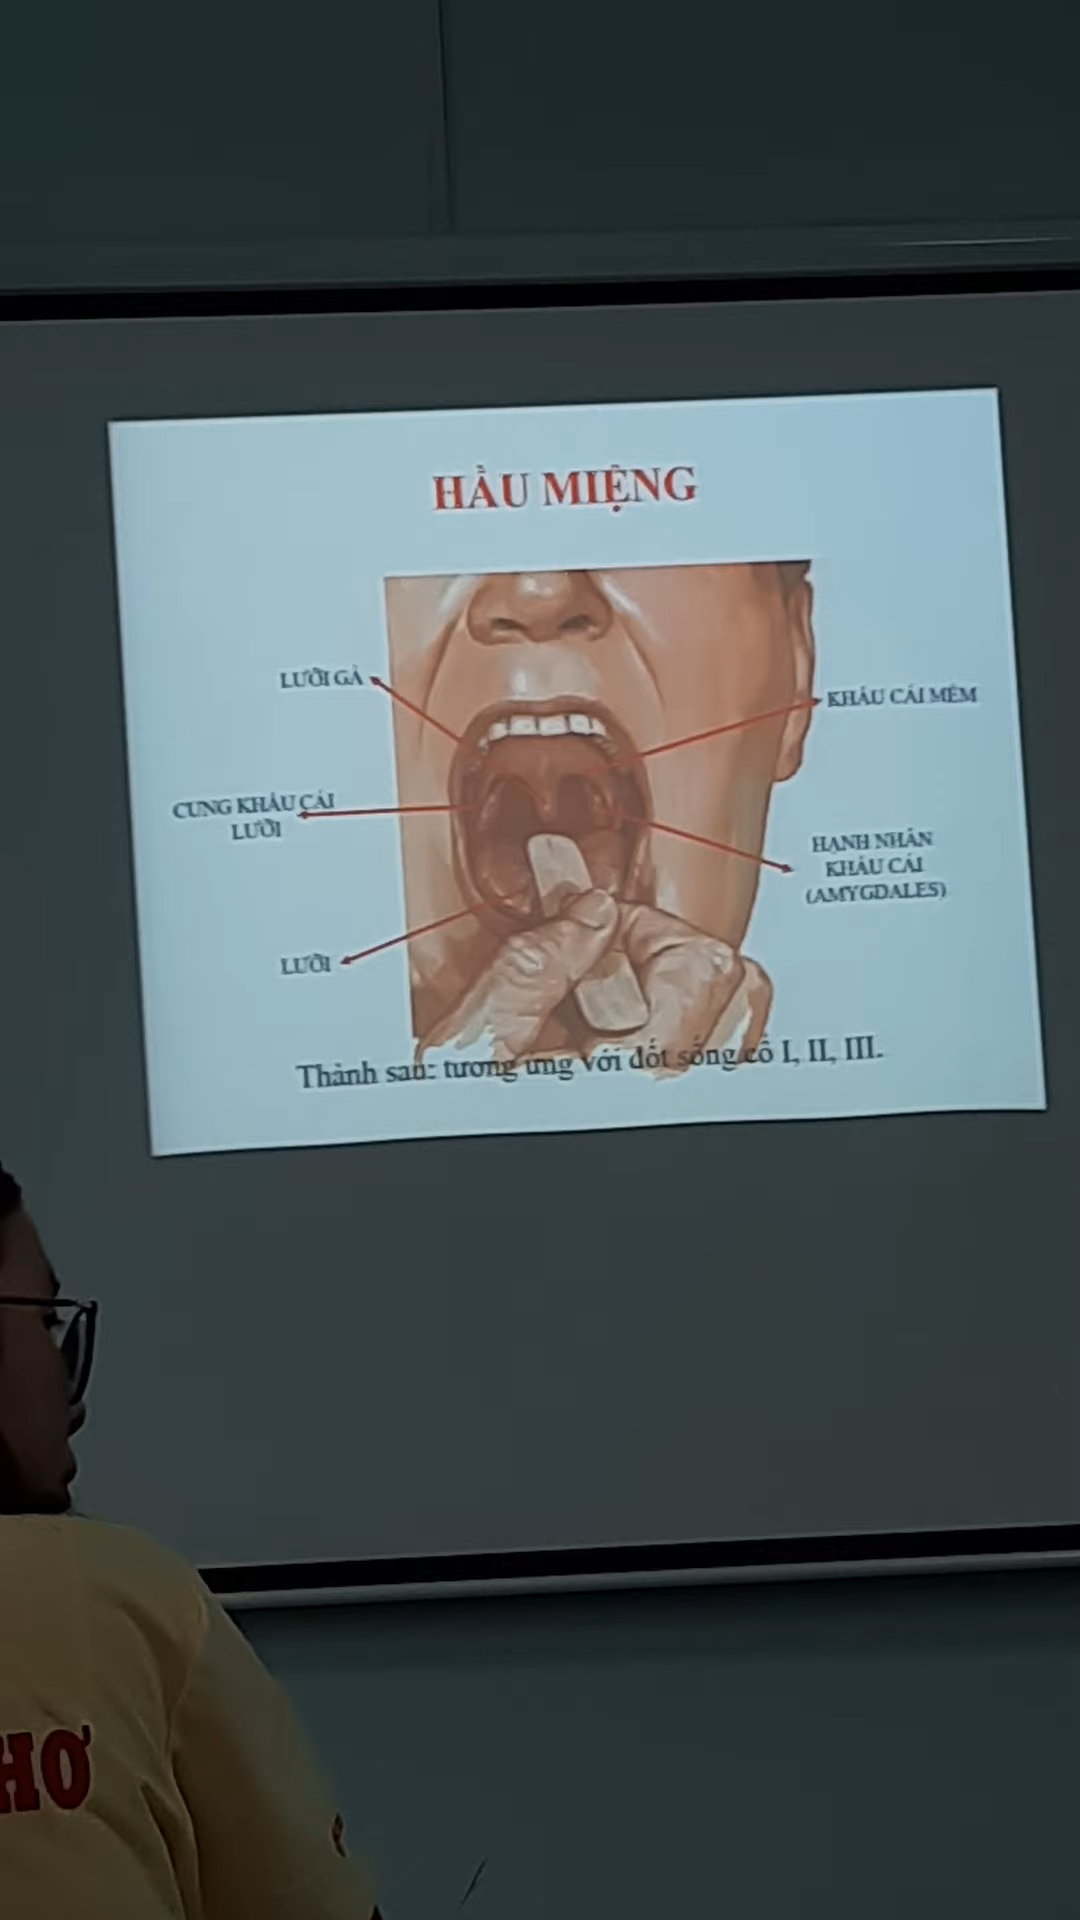 HẦU MIỆNG
LƯỠI GÀ
KHẨU CÁI MỀM
CUNG KHẨU CÁI
LƯỠI
HẠNH NHÂN
KHẨU CÁI
(AMYGDALES)
LƯỠI
Thành sau: tương ứng với đốt sống cổ I, II, III.
HƠ